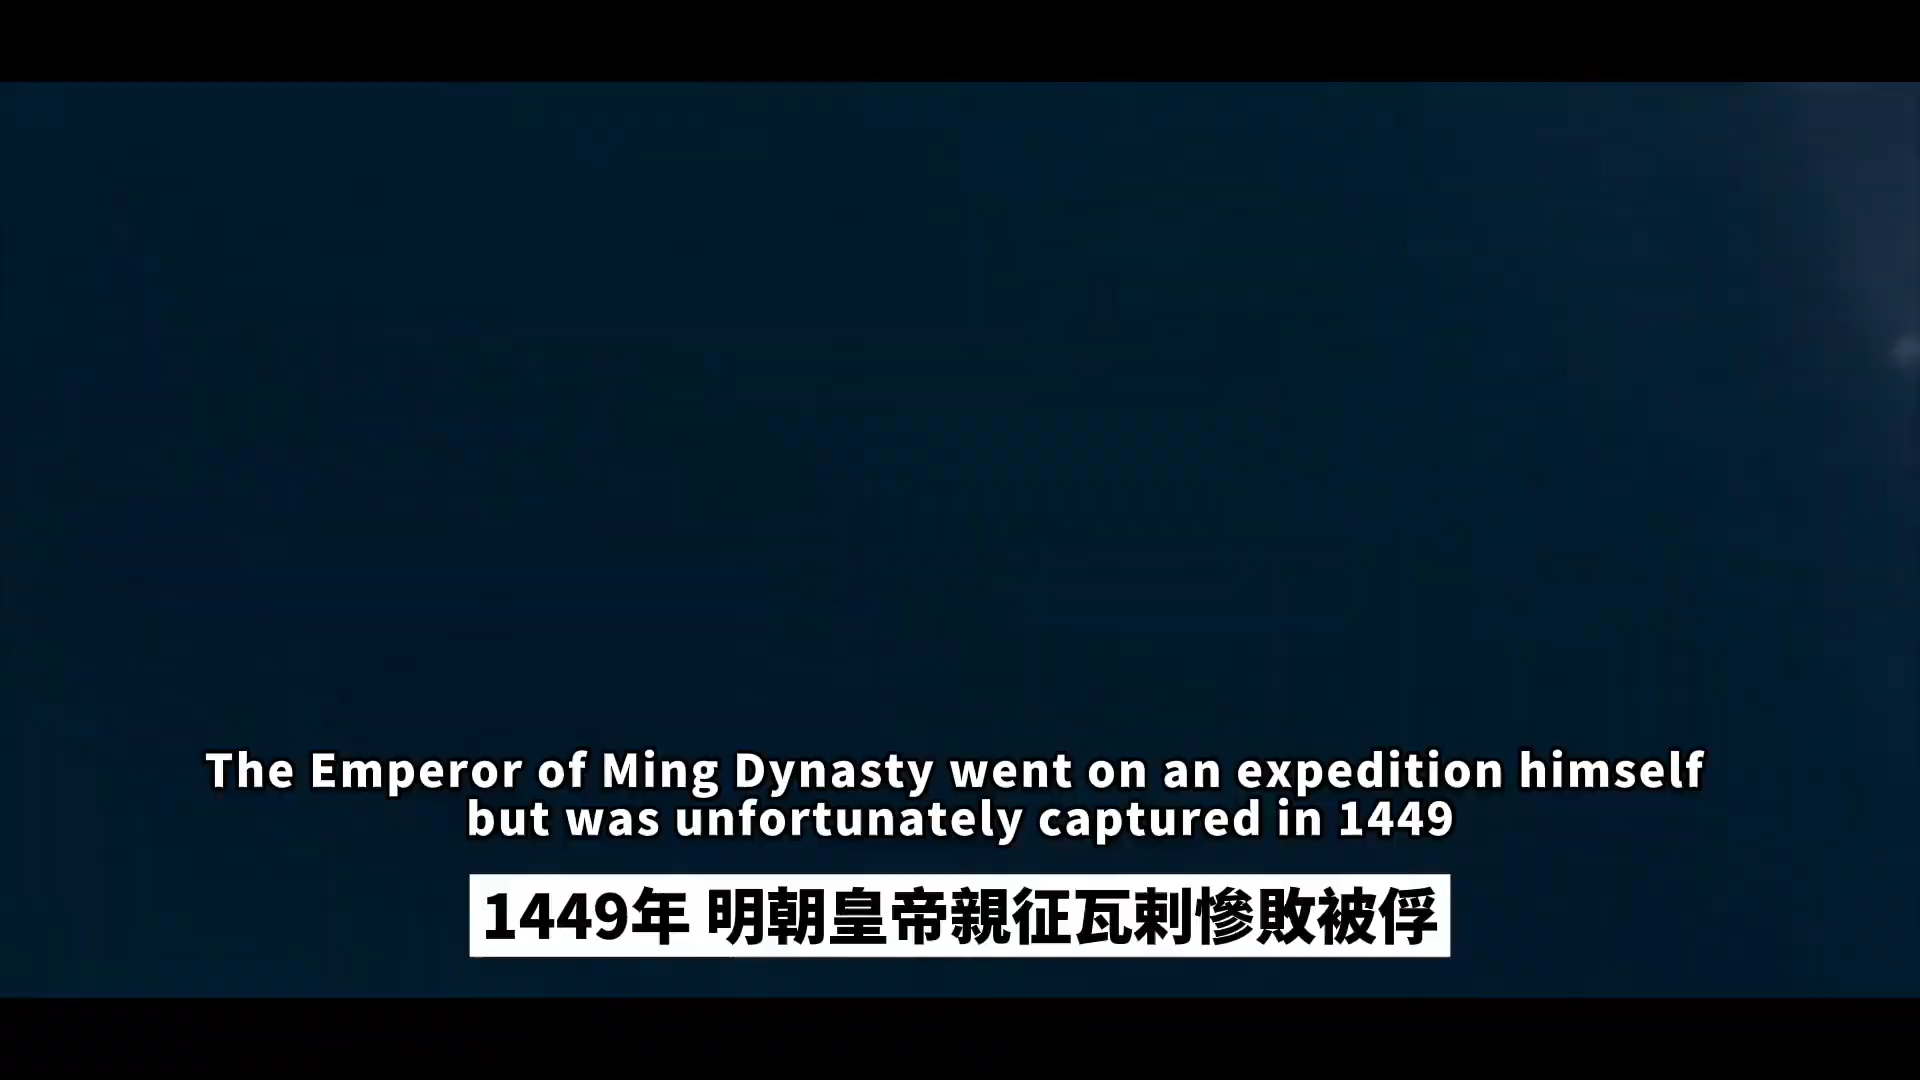 The Emperor of Ming Dynasty went on an expedition himself
but was unfortunately captured in 1449
1449年 明朝皇帝親征瓦剌慘敗被俘